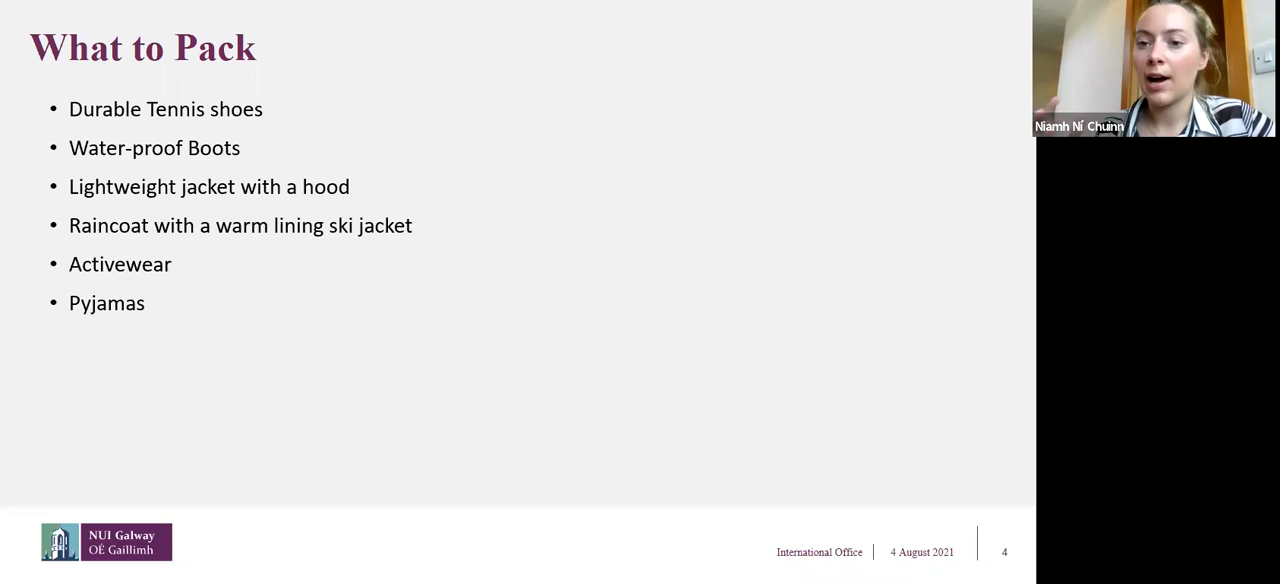 What to Pack
• Durable Tennis shoes
• Water-proof Boots
• Lightweight jacket with a hood
• Raincoat with a warm lining ski jacket
• Activewear
• Pyjamas
Niamh Ní Chuinn
NUI Galway
OÉ Gaillimh
International Office
4 August 2021
4